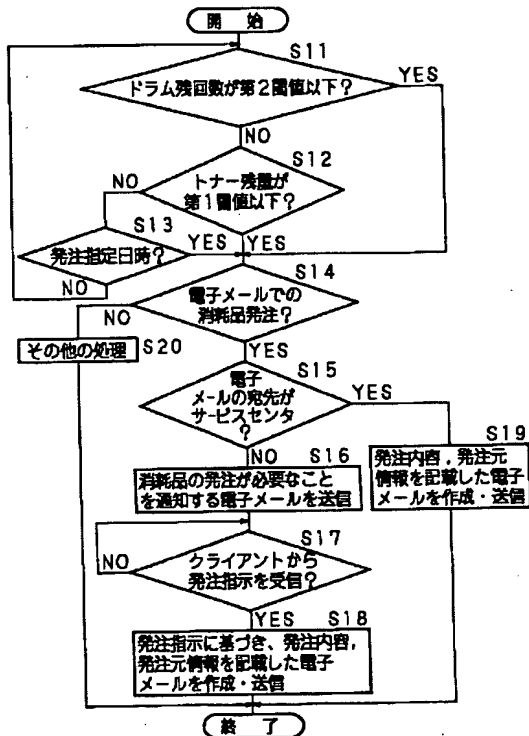 開 始
S11
ドラム残回数が第2閾値以下?
YES
NO
S12
トナー残量が
第1閾値以下?
NO
S13
発注指定日時?
YES
YES
NO
S14
電子メールでの
消耗品発注?
NO
YES
その他の処理
S20
S15
電子
メールの宛先が
サービスセンタ
?
YES
NO
S16
消耗品の発注が必要なこと
を通知する電子メールを送信
S19
発注内容,発注元
情報を記載した電子
メールを作成・送信
S17
クライアントから
発注指示を受信?
NO
YES
S18
発注指示に基づき、発注内容,
発注元情報を記載した電子
メールを作成・送信
終 了